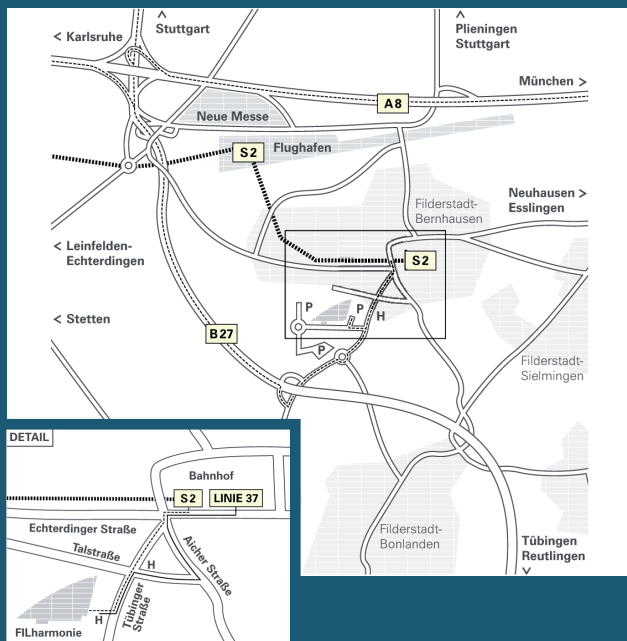 Stuttgart
< Karlsruhe
Plieningen
Stuttgart
München >
A8
Neue Messe
S2
Flughafen
Filderstadt-
Bernhausen
Neuhausen >
Esslingen
< Leinfelden-
Echterdingen
S2
P
P
H
< Stetten
B27
P
Filderstadt-
Sielmingen
DETAIL
Bahnhof
S2
LINIE 37
Echterdinger Straße
Talstraße
Aicher Straße
H
Tübinger
Straße
H
FILharmonie
Filderstadt-
Bonlanden
Tübingen
Reutlingen